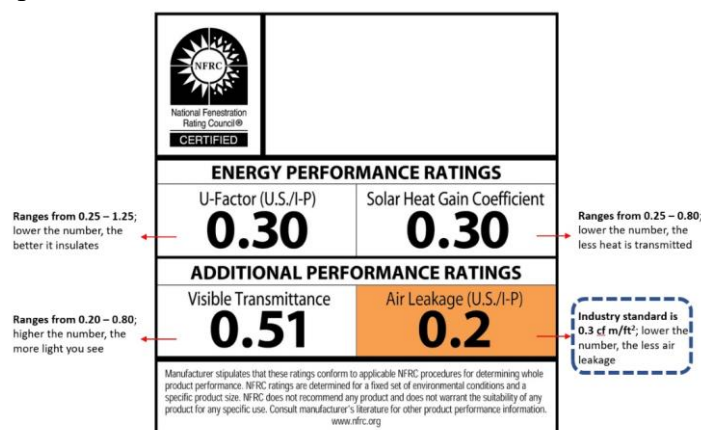 NFRC
National Fenestration
Rating Council®
CERTIFIED
ENERGY PERFORMANCE RATINGS
U-Factor (U.S./I-P)
0.30
Solar Heat Gain Coefficient
0.30
Ranges from 0.25 – 1.25;
lower the number, the
better it insulates
Ranges from 0.25 – 0.80;
lower the number, the
less heat is transmitted
ADDITIONAL PERFORMANCE RATINGS
Visible Transmittance
0.51
Air Leakage (U.S./I-P)
0.2
Ranges from 0.20 – 0.80;
higher the number, the
more light you see
Industry standard is
0.3 cf m/ft²; lower the
number, the less air
leakage
Manufacturer stipulates that these ratings conform to applicable NFRC procedures for determining whole
product performance. NFRC ratings are determined for a fixed set of environmental conditions and a
specific product size. NFRC does not recommend any product and does not warrant the suitability of any
product for any specific use. Consult manufacturer's literature for other product performance information.
www.nfrc.org